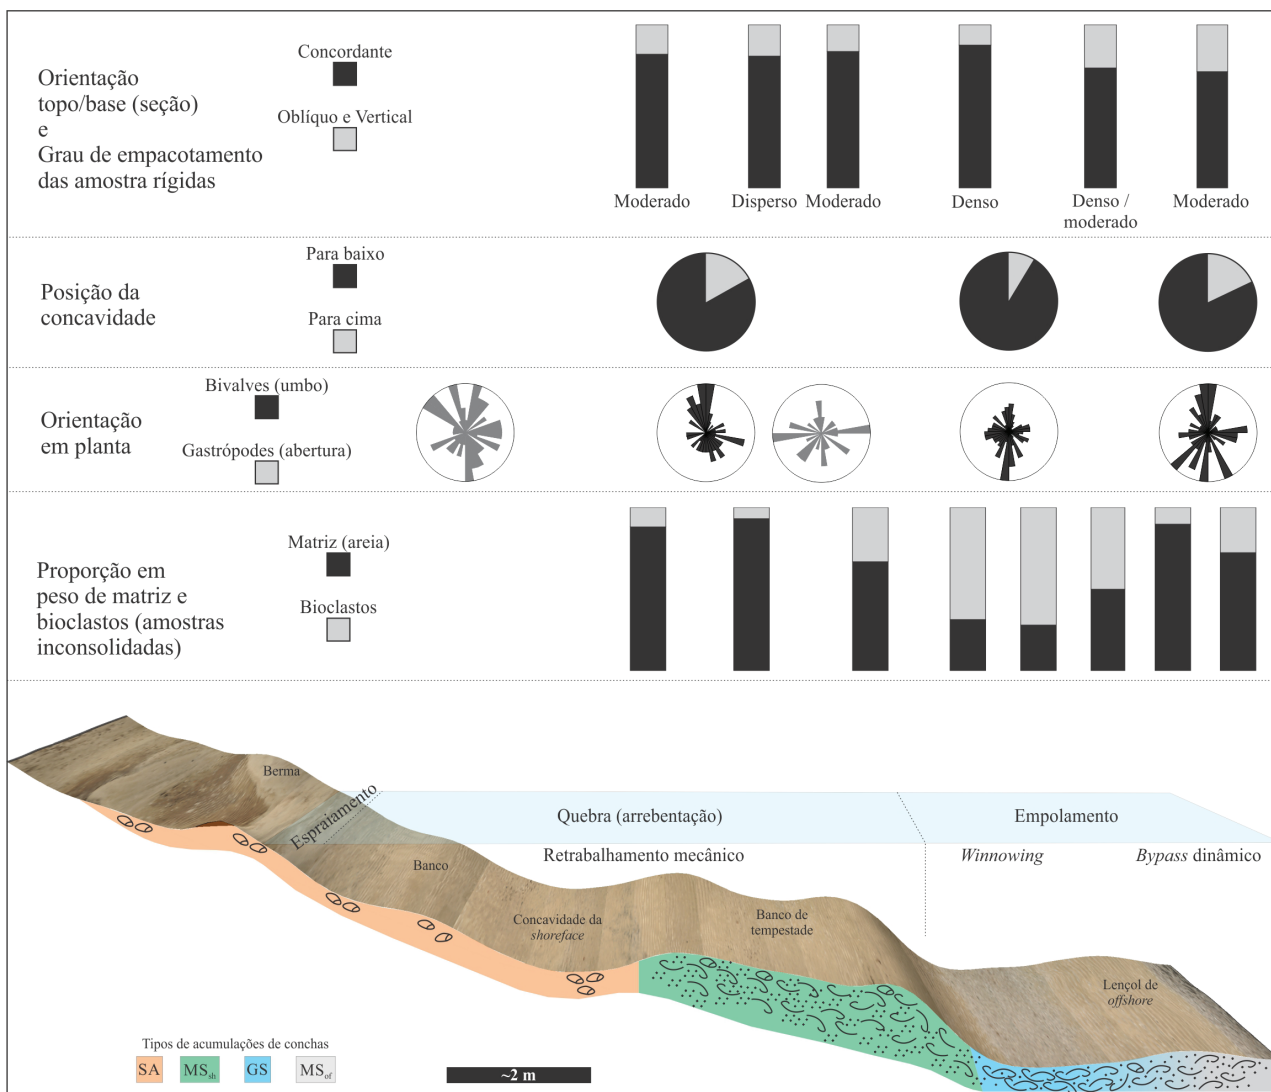 Orientação
topo/base (seção)
e
Grau de empacotamento
das amostra rígidas
Concordante
Oblíquo e Vertical
Moderado
Disperso
Moderado
Denso
Denso /
moderado
Moderado
Posição da
concavidade
Para baixo
Para cima
Orientação
em planta
Bivalves (umbo)
Gastrópodes (abertura)
Proporção em
peso de matriz e
bioclastos (amostras
inconsolidadas)
Matriz (areia)
Bioclastos
Berma
Espraiamento
Quebra (arrebentação)
Empolamento
Retrabalhamento mecânico
Winnowing
Bypass dinâmico
Banco
Concavidade da
shoreface
Banco de
tempestade
Lençol de
offshore
Tipos de acumulações de conchas
SA
MSsh
GS
MSof
~2 m